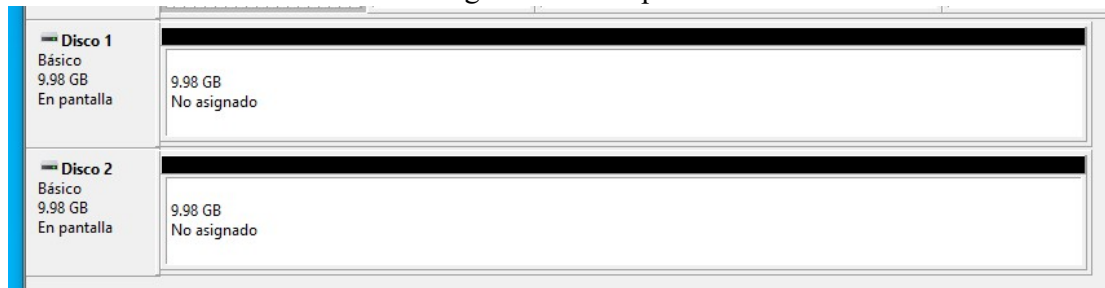 Disco 1
Básico
9.98 GB
En pantalla
9.98 GB
No asignado
Disco 2
Básico
9.98 GB
En pantalla
9.98 GB
No asignado